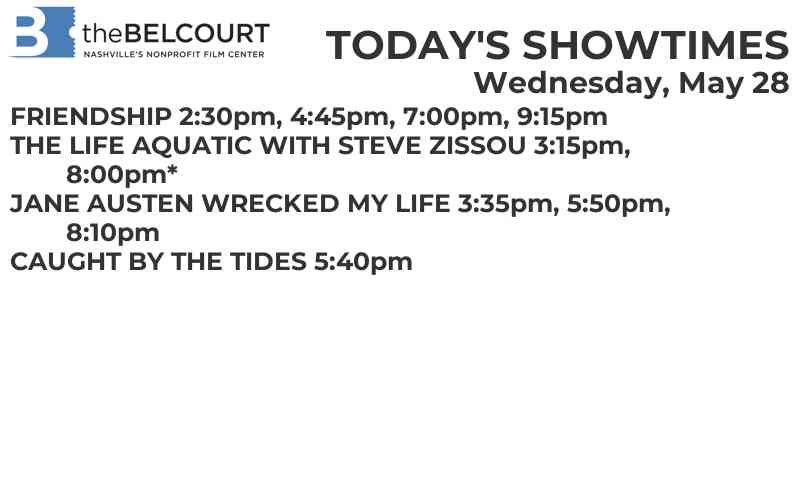 B theBELCOURT
NASHVILLE'S NONPROFIT FILM CENTER
TODAY'S SHOWTIMES
Wednesday, May 28
FRIENDSHIP 2:30pm, 4:45pm, 7:00pm, 9:15pm
THE LIFE AQUATIC WITH STEVE ZISSOU 3:15pm,
8:00pm*
JANE AUSTEN WRECKED MY LIFE 3:35pm, 5:50pm,
8:10pm
CAUGHT BY THE TIDES 5:40pm